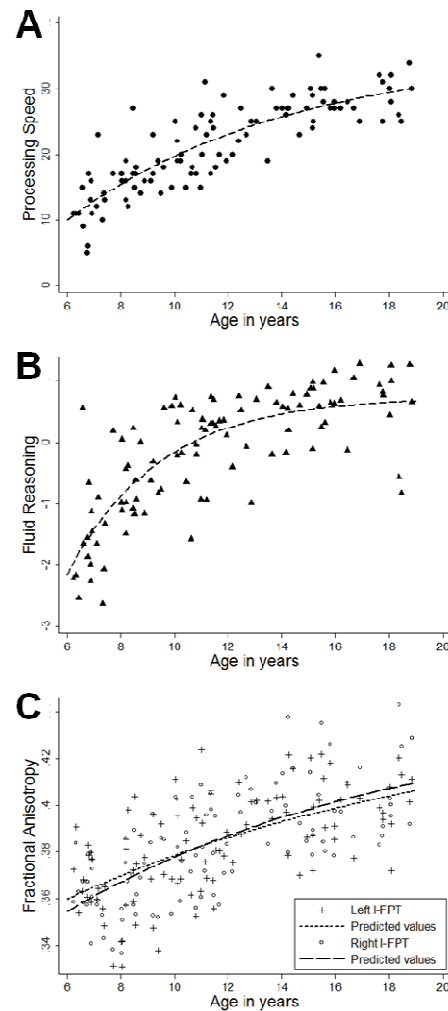 A
Processing Speed
0 10 20 30
6 8 10 12 14 16 18 20
Age in years
B
Fluid Reasoning
-3 -2 -1 0
6 8 10 12 14 16 18 20
Age in years
C
Fractional Anisotropy
.34 .36 .38 .4 .42
6 8 10 12 14 16 18 20
Age in years
+ Left l-FPT
Predicted values
Right l-FPT
Predicted values